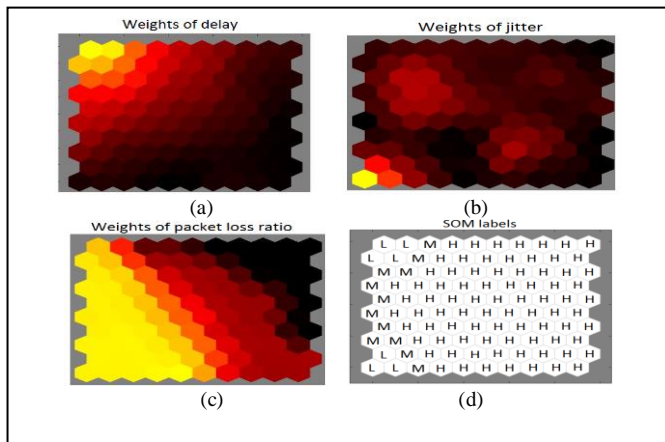 Weights of delay
Weights of jitter
(a)
(b)
Weights of packet loss ratio
SOM labels
L L M H H H H H H H
L L M H H H H H H H
M M H H H H H H H H
M H H H H H H H H H
M H H H H H H H H H
M H H H H H H H H H
M H H H H H H H H H
M M H H H H H H H H
L M H H H H H H H H
L L M H H H H H H H
(c)
(d)